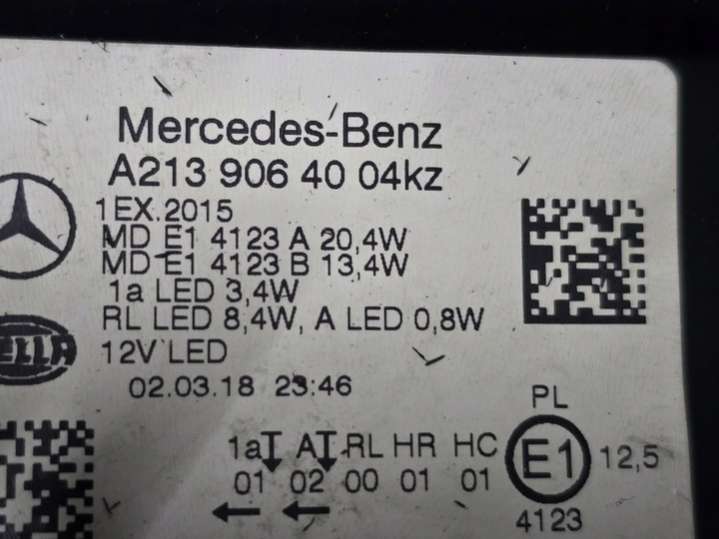 Mercedes-Benz
A213 906 40 04kz
1EX.2015
MD E1 4123 A 20,4W
MD E1 4123 B 13,4W
1a LED 3,4W
RL LED 8,4W, A LED 0,8W
HELLA
12V LED
02.03.18 23:46
PL
1a A RL HR HC
E1
12,5
01 02 00 01 01
4123